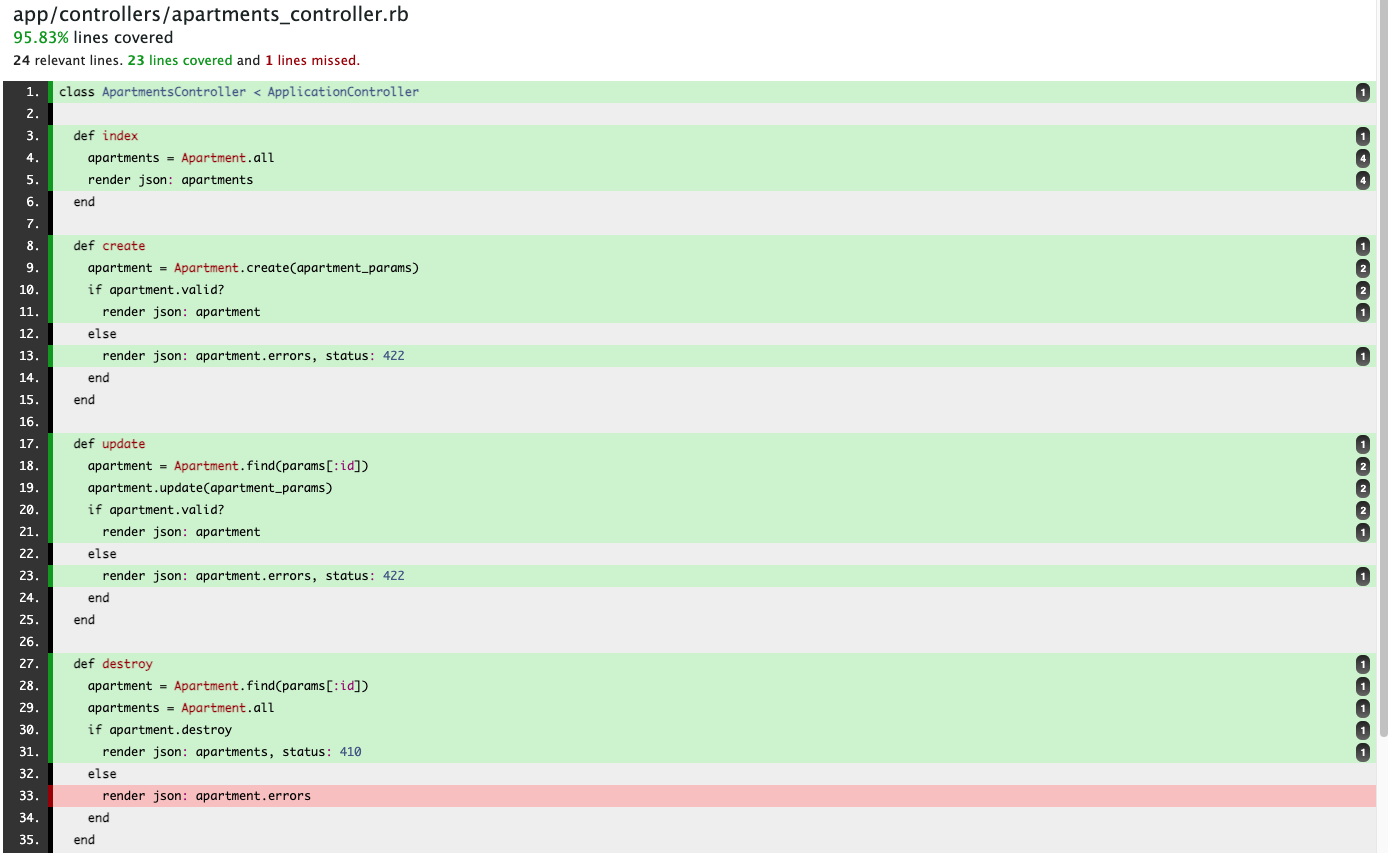 app/controllers/apartments_controller.rb
95.83% lines covered
24 relevant lines. 23 lines covered and 1 lines missed.
1. class ApartmentsController < ApplicationController 1
2.
3. def index 1
4. apartments = Apartment.all 4
5. render json: apartments 4
6. end
7.
8. def create 1
9. apartment = Apartment.create(apartment_params) 2
10. if apartment.valid? 2
11. render json: apartment 1
12. else
13. render json: apartment.errors, status: 422 1
14. end
15. end
16.
17. def update 1
18. apartment = Apartment.find(params[:id]) 2
19. apartment.update(apartment_params) 2
20. if apartment.valid? 2
21. render json: apartment 1
22. else
23. render json: apartment.errors, status: 422 1
24. end
25. end
26.
27. def destroy 1
28. apartment = Apartment.find(params[:id]) 1
29. apartments = Apartment.all 1
30. if apartment.destroy 1
31. render json: apartments, status: 410 1
32. else
33. render json: apartment.errors
34. end
35. end